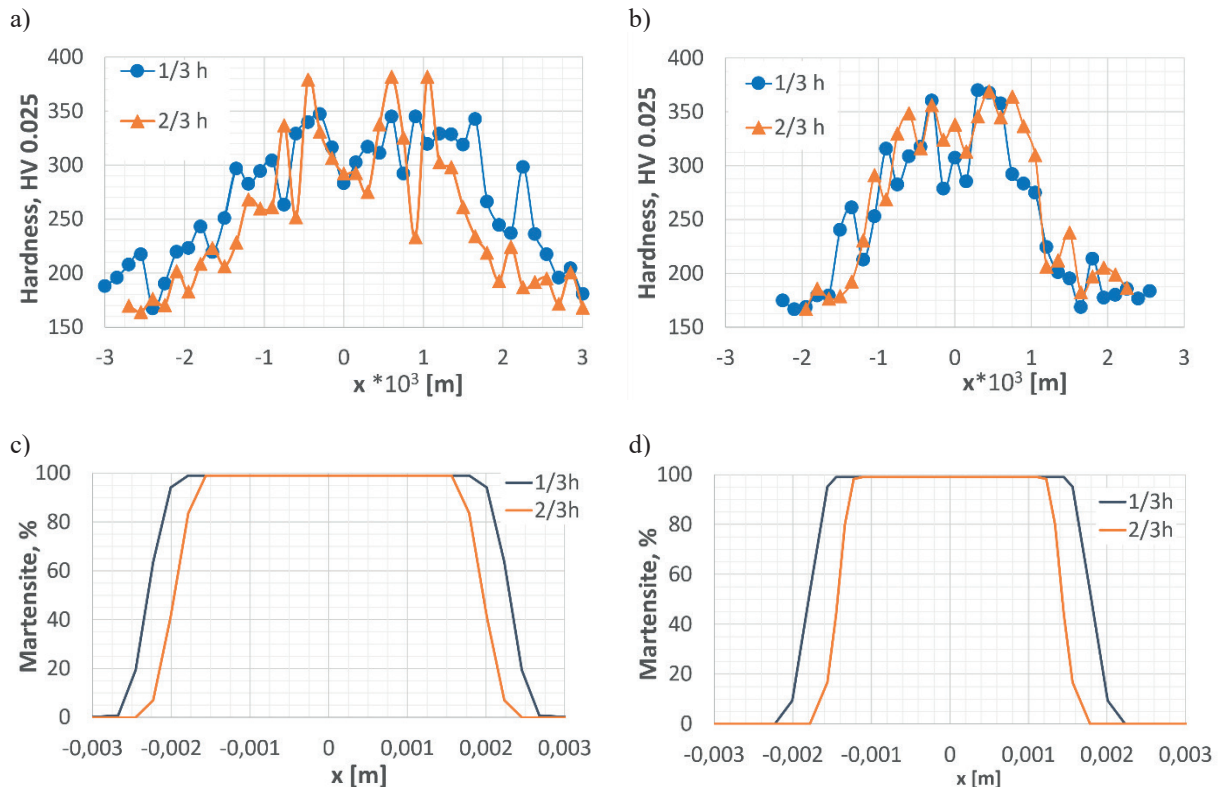 a)
400
350
300
250
200
150
Hardness, HV 0.025
1/3 h
2/3 h
-3 -2 -1 0 1 2 3
x *10³ [m]
b)
400
350
300
250
200
150
Hardness, HV 0.025
1/3 h
2/3 h
-3 -2 -1 0 1 2 3
x*10³ [m]
c)
100
80
60
40
20
0
Martensite, %
1/3h
2/3h
-0,003 -0,002 -0,001 0 0,001 0,002 0,003
x [m]
d)
100
80
60
40
20
0
Martensite, %
1/3h
2/3h
-0,003 -0,002 -0,001 0 0,001 0,002 0,003
x [m]